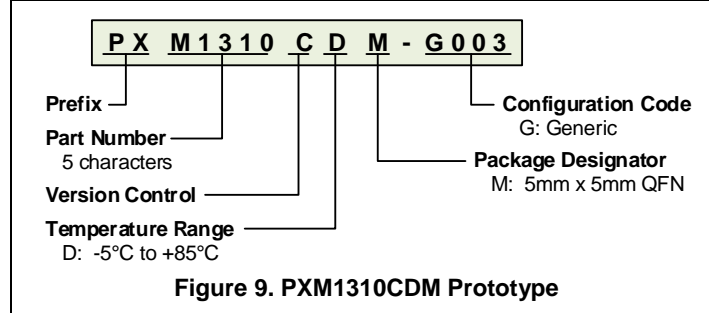 PX M1310 C D M - G003
Prefix
Part Number
5 characters
Version Control
Temperature Range
D: -5°C to +85°C
Configuration Code
G: Generic
Package Designator
M: 5mm x 5mm QFN
Figure 9. PXM1310CDM Prototype